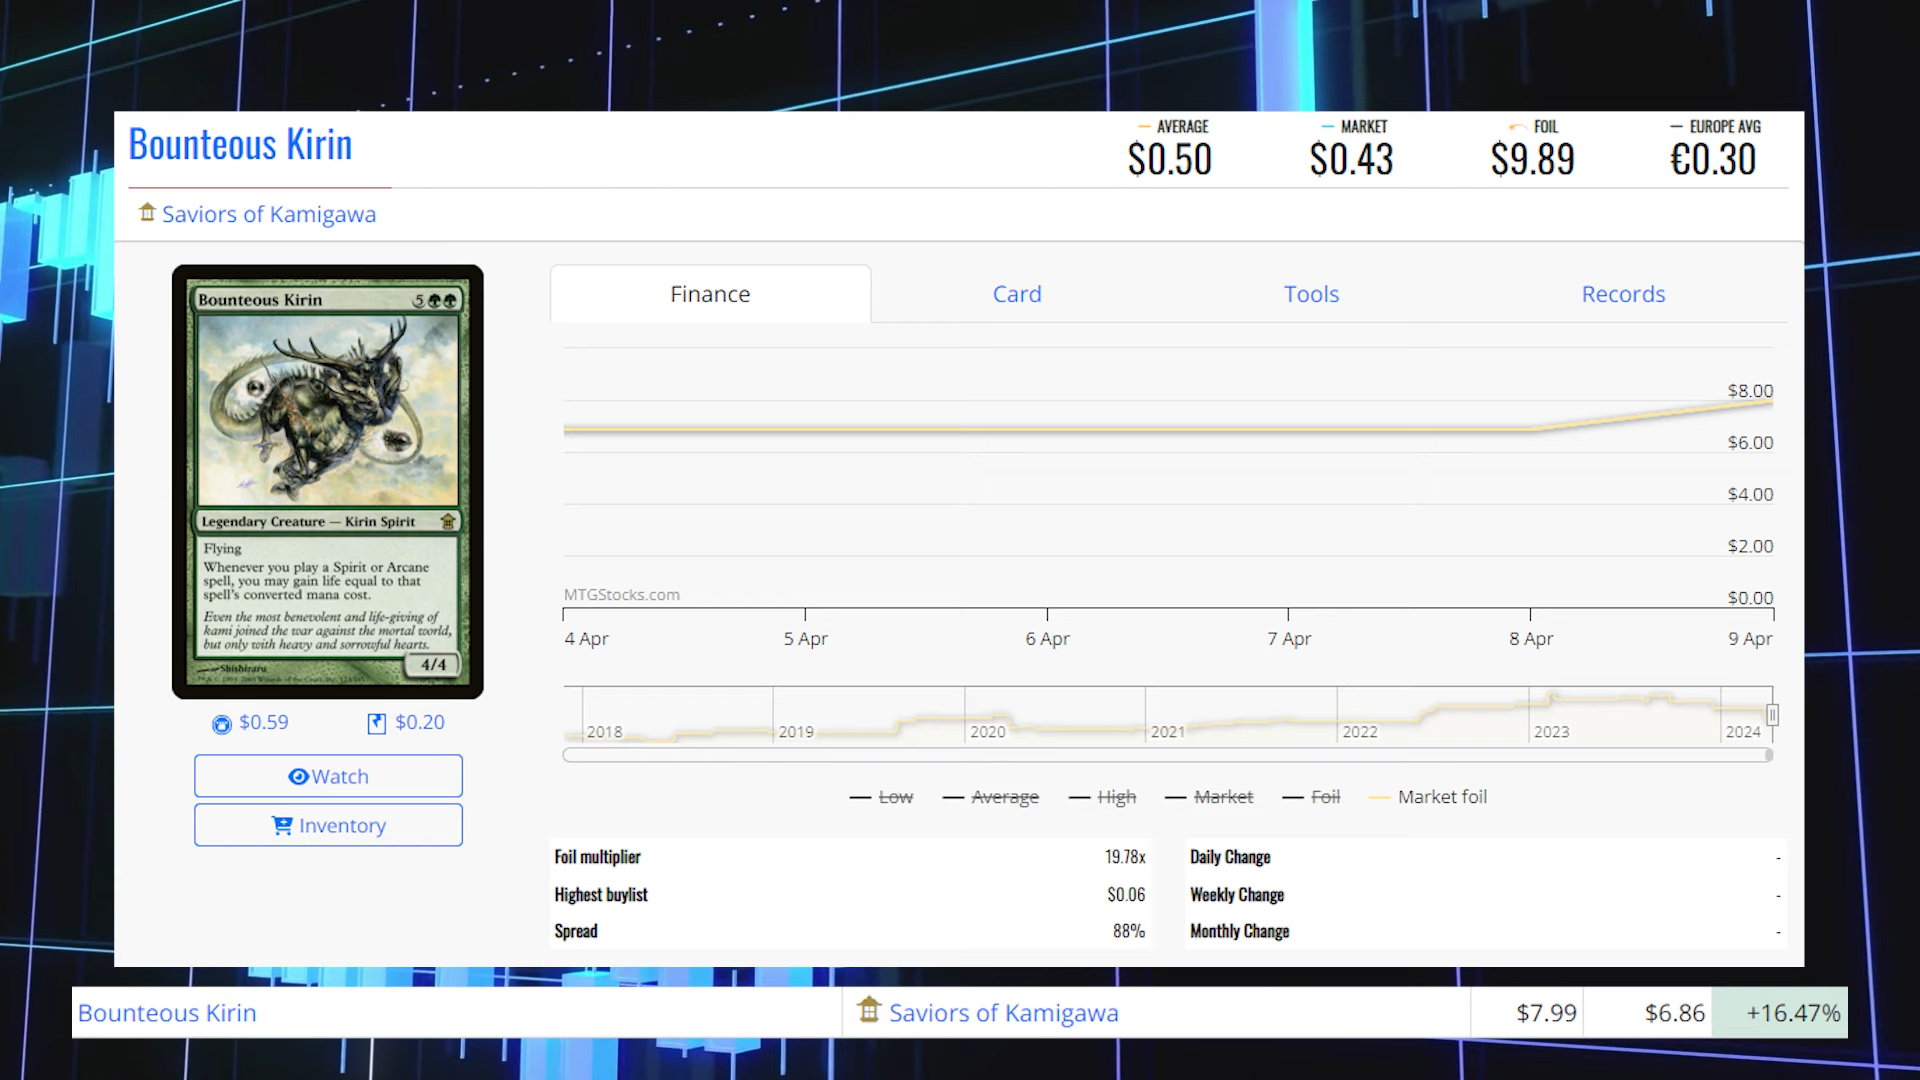 Bounteous Kirin
AVERAGE
$0.50
MARKET
$0.43
FOIL
$9.89
EUROPE AVG
€0.30
Saviors of Kamigawa
Bounteous Kirin 5
Legendary Creature — Kirin Spirit
Flying
Whenever you play a Spirit or Arcane
spell, you may gain life equal to that
spell's converted mana cost.
Even the most benevolent and life-giving of
kami joined the war against the mortal world,
but only with heavy and sorrowful hearts.
Shishizaru
4/4
$0.59
$0.20
Watch
Inventory
Finance
Card
Tools
Records
$8.00
$6.00
$4.00
$2.00
$0.00
MTGStocks.com
4 Apr
5 Apr
6 Apr
7 Apr
8 Apr
9 Apr
2018
2019
2020
2021
2022
2023
2024
Low
Average
High
Market
Foil
Market foil
Foil multiplier 19.78x
Highest buylist $0.06
Spread 88%
Daily Change -
Weekly Change -
Monthly Change -
Bounteous Kirin Saviors of Kamigawa $7.99 $6.86 +16.47%